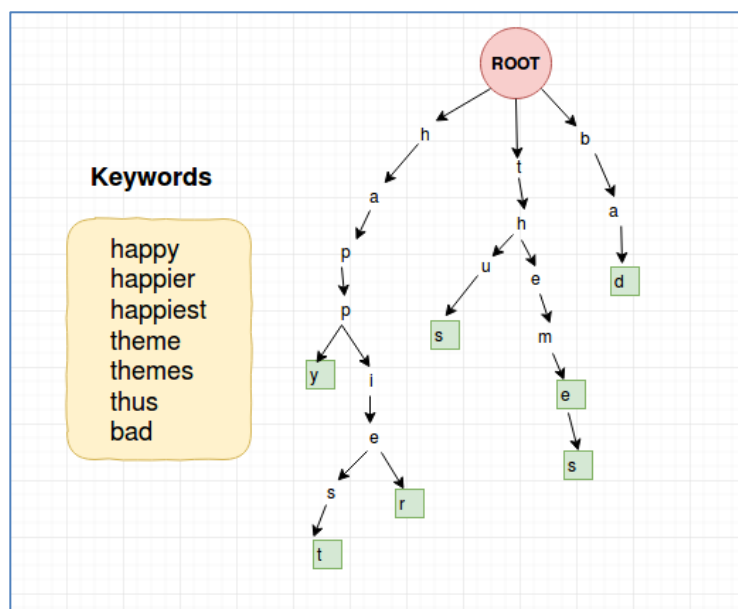 ROOT
h
t
b
a
a
h
p
u
e
d
p
s
m
y
i
e
e
s
s
r
t
Keywords
happy
happier
happiest
theme
themes
thus
bad